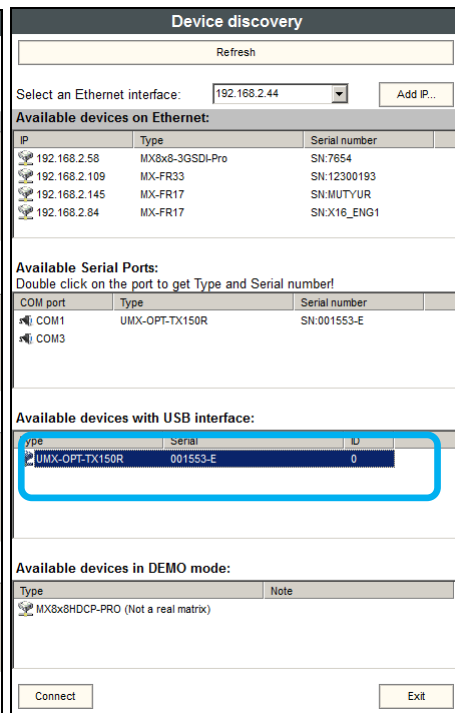 Device discovery
Refresh
Select an Ethernet interface: 192.168.2.44 Add IP...
Available devices on Ethernet:
IP Type Serial number
192.168.2.58 MX8x8-3GSDI-Pro SN:7654
192.168.2.109 MX-FR33 SN:12300193
192.168.2.145 MX-FR17 SN:MUTYUR
192.168.2.84 MX-FR17 SN:X16_ENG1
Available Serial Ports:
Double click on the port to get Type and Serial number!
COM port Type Serial number
COM1 UMX-OPT-TX150R SN:001553-E
COM3
Available devices with USB interface:
Type Serial ID
UMX-OPT-TX150R 001553-E 0
Available devices in DEMO mode:
Type Note
MX8x8HDCP-PRO (Not a real matrix)
Connect Exit